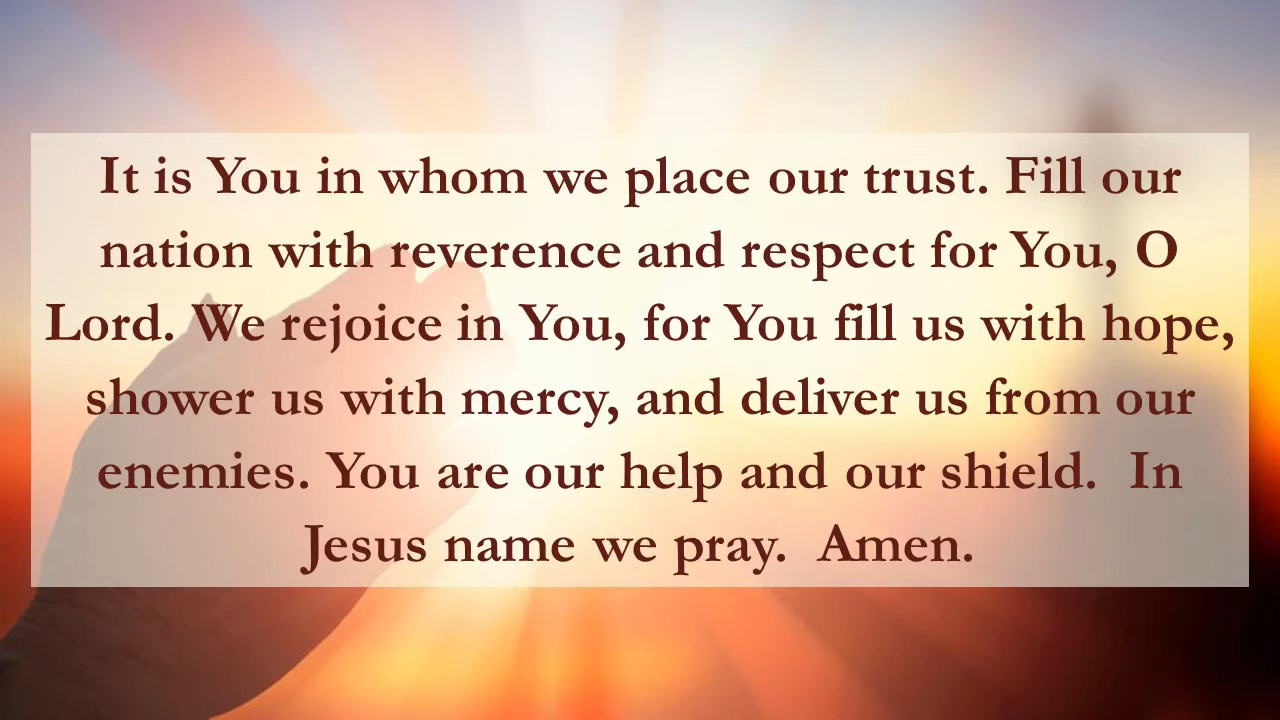 It is You in whom we place our trust. Fill our
nation with reverence and respect for You, O
Lord. We rejoice in You, for You fill us with hope,
shower us with mercy, and deliver us from our
enemies. You are our help and our shield.  In
Jesus name we pray.  Amen.